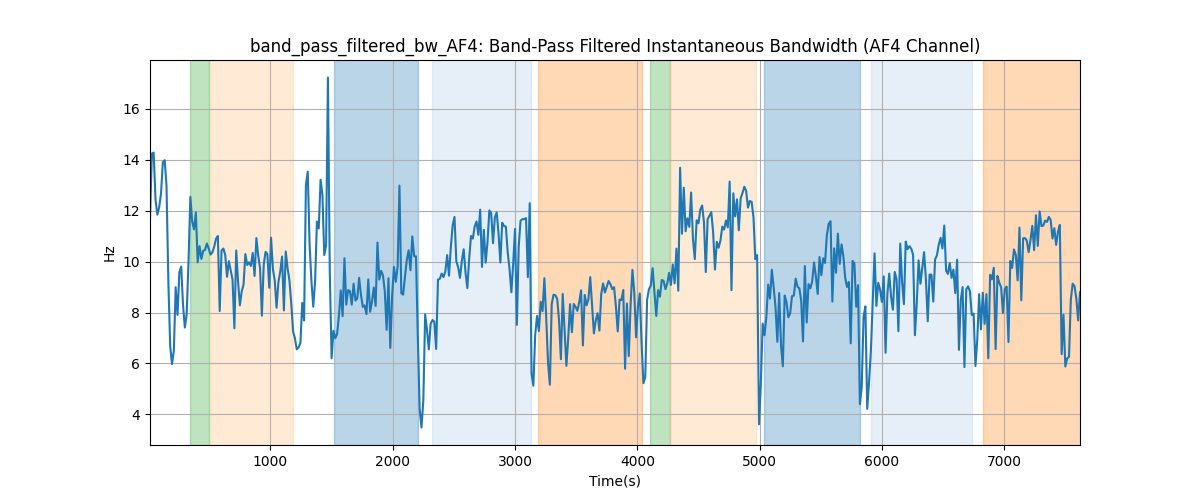 band_pass_filtered_bw_AF4: Band-Pass Filtered Instantaneous Bandwidth (AF4 Channel)
16
14
12
10
8
6
4
Hz
1000 2000 3000 4000 5000 6000 7000
Time(s)